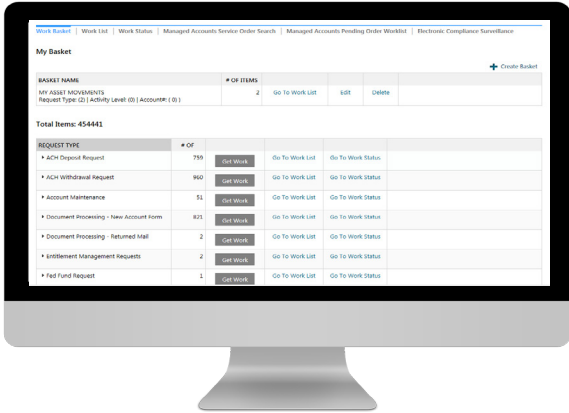 Work Basket | Work List | Work Status | Managed Accounts Service Order Search | Managed Accounts Pending Order Worklist | Electronic Compliance Surveillance
My Basket
Create Basket
BASKET NAME # OF ITEMS
MY ASSET MOVEMENTS 2 Go To Work List Edit Delete
Request Type: (2) | Activity Level: (0) | Account#: ( 0) )
Total Items: 454441
REQUEST TYPE # OF
ACH Deposit Request 759 Get Work Go To Work List Go To Work Status
ACH Withdrawal Request 960 Get Work Go To Work List Go To Work Status
Account Maintenance 51 Get Work Go To Work List Go To Work Status
Document Processing - New Account Form 821 Get Work Go To Work List Go To Work Status
Document Processing - Returned Mail 2 Get Work Go To Work List Go To Work Status
Entitlement Management Requests 2 Get Work Go To Work List Go To Work Status
Fed Fund Request 1 Get Work Go To Work List Go To Work Status